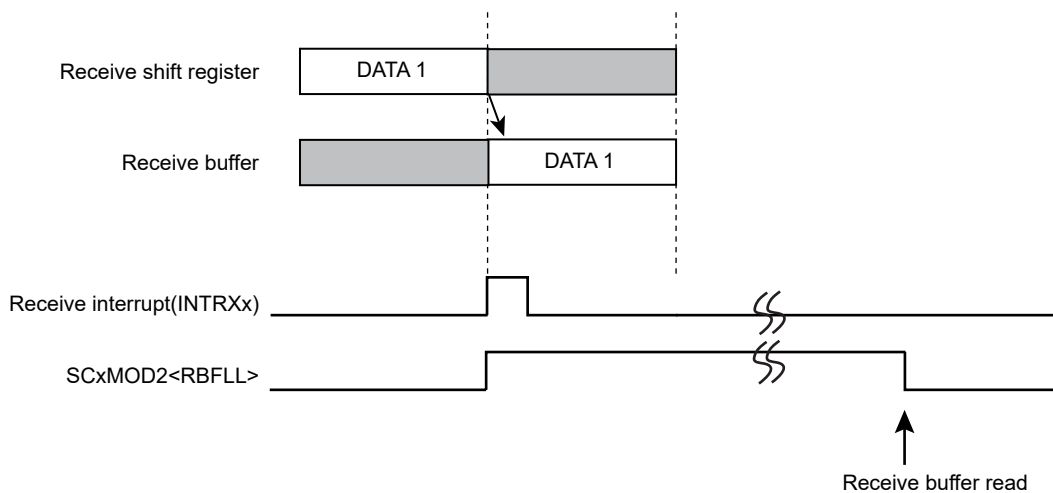 Receive shift register
DATA 1
Receive buffer
DATA 1
Receive interrupt(INTRXx)
SCxMOD2<RBFLL>
Receive buffer read